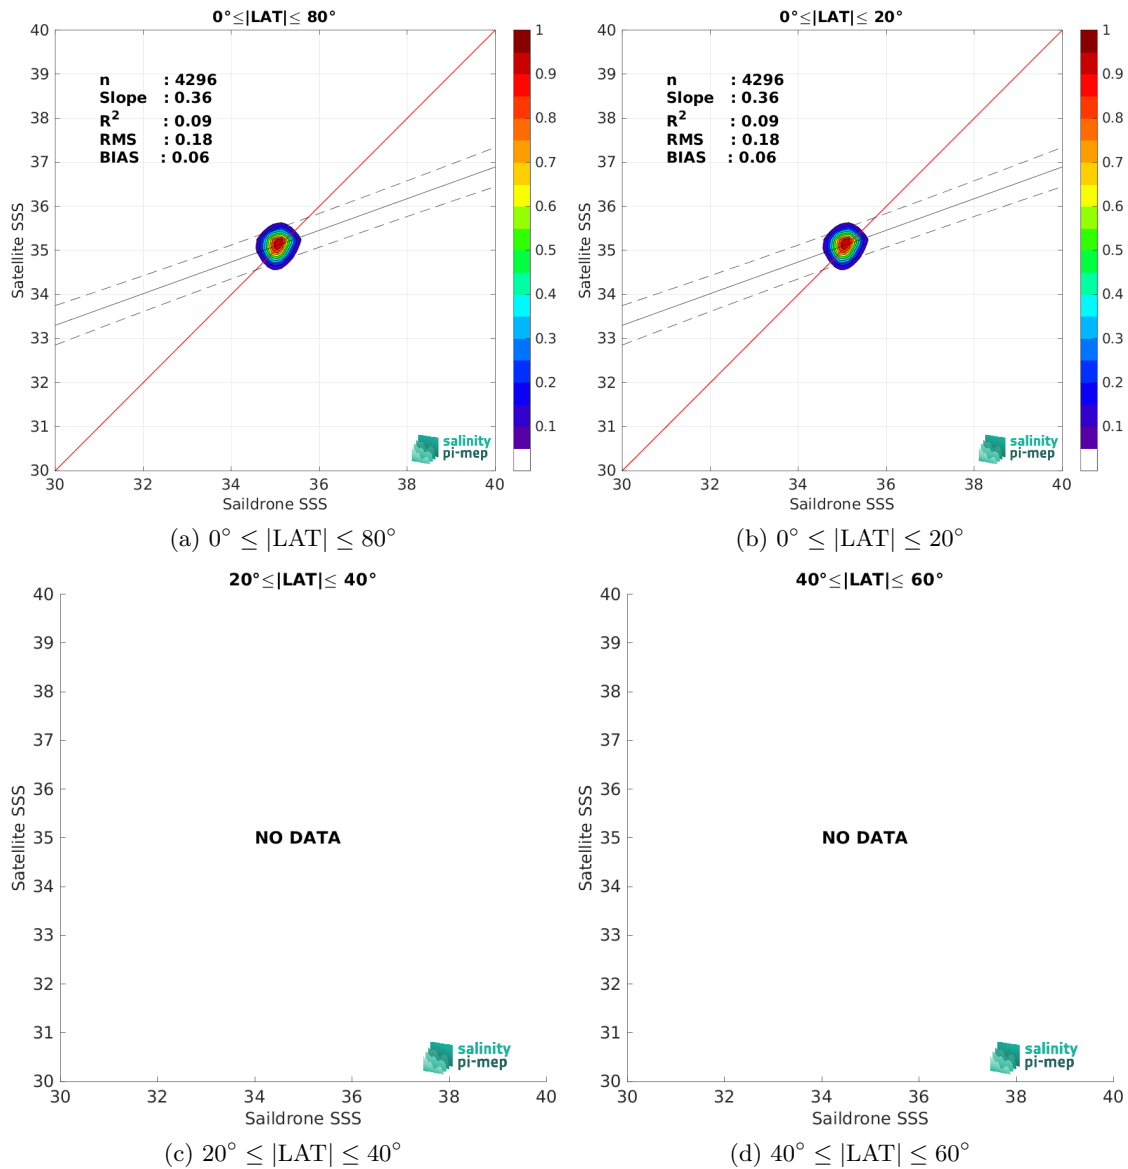 0°≤|LAT|≤ 80°
40
39
38
37
36
35
34
33
32
31
30
Satellite SSS
n : 4296
Slope : 0.36
R² : 0.09
RMS : 0.18
BIAS : 0.06
salinity
pi-mep
30 32 34 36 38 40
Saildrone SSS
1
0.9
0.8
0.7
0.6
0.5
0.4
0.3
0.2
0.1
(a) 0° ≤ |LAT| ≤ 80°
0°≤|LAT|≤ 20°
40
39
38
37
36
35
34
33
32
31
30
Satellite SSS
n : 4296
Slope : 0.36
R² : 0.09
RMS : 0.18
BIAS : 0.06
salinity
pi-mep
30 32 34 36 38 40
Saildrone SSS
1
0.9
0.8
0.7
0.6
0.5
0.4
0.3
0.2
0.1
(b) 0° ≤ |LAT| ≤ 20°
20°≤|LAT|≤ 40°
40
39
38
37
36
35
34
33
32
31
30
Satellite SSS
NO DATA
salinity
pi-mep
30 32 34 36 38 40
Saildrone SSS
(c) 20° ≤ |LAT| ≤ 40°
40°≤|LAT|≤ 60°
40
39
38
37
36
35
34
33
32
31
30
Satellite SSS
NO DATA
salinity
pi-mep
30 32 34 36 38 40
Saildrone SSS
(d) 40° ≤ |LAT| ≤ 60°